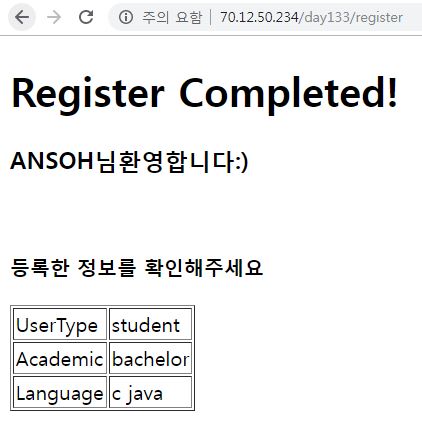 주의 요함 | 70.12.50.234/day133/register
Register Completed!
ANSOH님환영합니다:)
등록한 정보를 확인해주세요
UserType student
Academic bachelor
Language c java